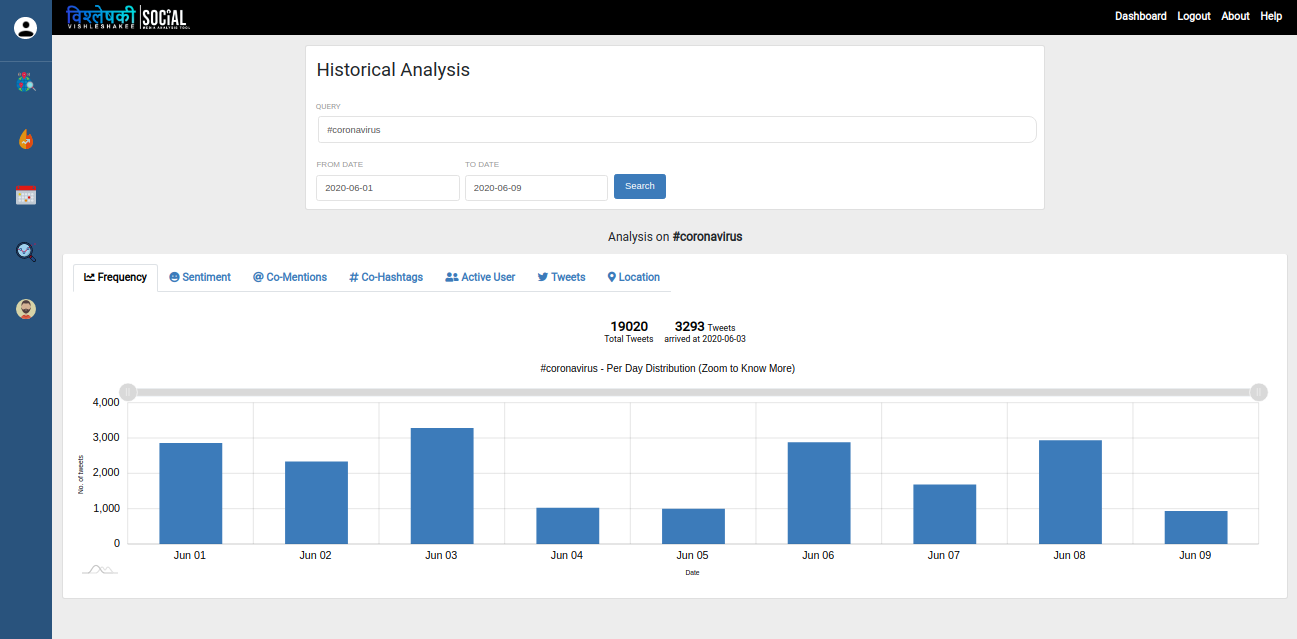 विश्लेषकी
VISHLESHAKEE
SOCIAL
MEDIA ANALYSIS TOOL
Dashboard Logout About Help
Historical Analysis
QUERY
#coronavirus
FROM DATE TO DATE
2020-06-01 2020-06-09 Search
Analysis on #coronavirus
Frequency Sentiment @ Co-Mentions # Co-Hashtags Active User Tweets Location
19020 3293 Tweets
Total Tweets arrived at 2020-06-03
#coronavirus - Per Day Distribution (Zoom to Know More)
4,000
3,000
2,000
1,000
0
No. of tweets
Jun 01 Jun 02 Jun 03 Jun 04 Jun 05 Jun 06 Jun 07 Jun 08 Jun 09
Date